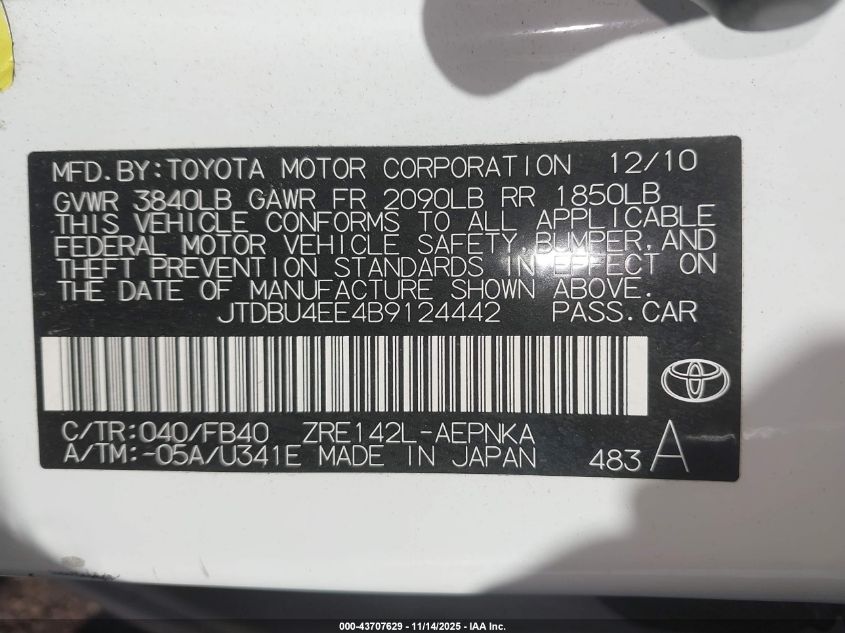 MFD. BY: TOYOTA MOTOR CORPORATION 12/10
GVWR 3840LB GAWR FR 2090LB RR 1850LB
THIS VEHICLE CONFORMS TO ALL APPLICABLE
FEDERAL MOTOR VEHICLE SAFETY, BUMPER, AND
THEFT PREVENTION STANDARDS IN EFFECT ON
THE DATE OF MANUFACTURE SHOWN ABOVE.
JTDBU4EE4B9124442 PASS. CAR
C/TR: 040/FB40 ZRE142L-AEPNKA
A/TM: -05A/U341E MADE IN JAPAN 483 A
000-43707629 - 11/14/2025 - IAA Inc.